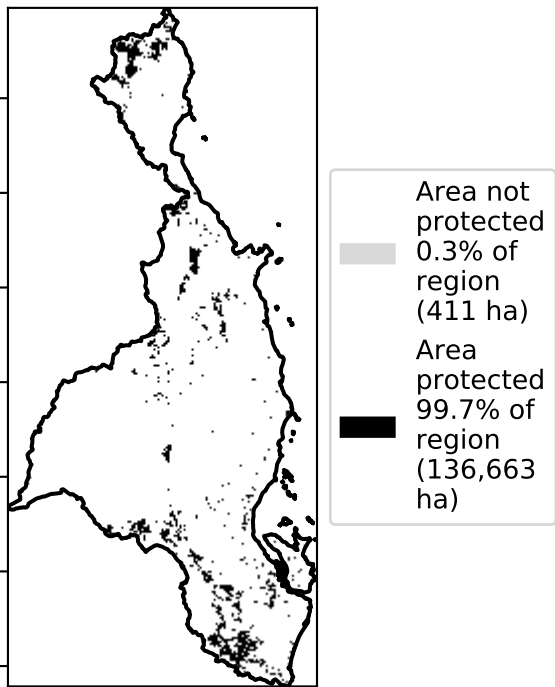 Area not
protected
0.3% of
region
(411 ha)
Area
protected
99.7% of
region
(136,663
ha)